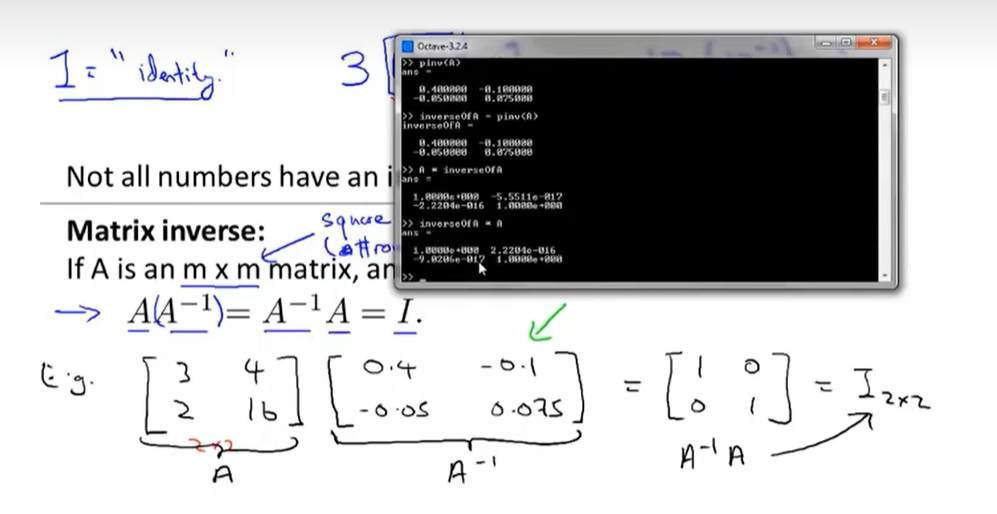 I = "identity."
3
Octave-3.2.4
>> pinv(A)
ans =
0.400000 -0.100000
-0.050000 0.075000
>> inverseOfA = pinv(A)
inverseOfA =
0.400000 -0.100000
-0.050000 0.075000
>> A * inverseOfA
ans =
1.0000e+000 -5.5511e-017
-2.2204e-016 1.0000e+000
>> inverseOfA * A
ans =
1.0000e+000 2.2204e-016
-9.0206e-017 1.0000e+000
>>
Not all numbers have an i
Matrix inverse:
square
If A is an m x m matrix, an
→ A(A⁻¹) = A⁻¹A = I.
E.g. [3 4 [0.4 -0.1 = [1 0 = I₂ₓ₂
2 16] -0.05 0.075] 0 1]
2x2
A A⁻¹ A⁻¹A